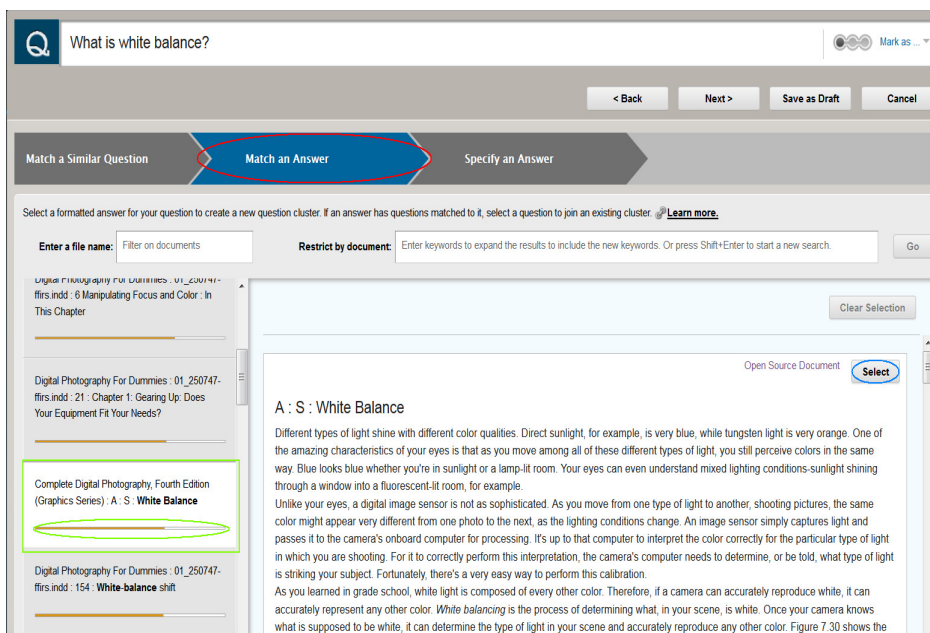 Q
What is white balance?
Mark as ...
< Back
Next >
Save as Draft
Cancel
Match a Similar Question
Match an Answer
Specify an Answer
Select a formatted answer for your question to create a new question cluster. If an answer has questions matched to it, select a question to join an existing cluster. Learn more.
Enter a file name:
Filter on documents
Restrict by document:
Enter keywords to expand the results to include the new keywords. Or press Shift+Enter to start a new search.
Go
Digital Photography For Dummies : 01_250747-
ffirs.indd : 6 Manipulating Focus and Color : In
This Chapter
Digital Photography For Dummies : 01_250747-
ffirs.indd : 21 : Chapter 1: Gearing Up: Does
Your Equipment Fit Your Needs?
Complete Digital Photography, Fourth Edition
(Graphics Series) : A : S : White Balance
Digital Photography For Dummies : 01_250747-
ffirs.indd : 154 : White-balance shift
Clear Selection
Open Source Document
Select
A : S : White Balance
Different types of light shine with different color qualities. Direct sunlight, for example, is very blue, while tungsten light is very orange. One of
the amazing characteristics of your eyes is that as you move among all of these different types of light, you still perceive colors in the same
way. Blue looks blue whether you're in sunlight or a lamp-lit room. Your eyes can even understand mixed lighting conditions-sunlight shining
through a window into a fluorescent-lit room, for example.
Unlike your eyes, a digital image sensor is not as sophisticated. As you move from one type of light to another, shooting pictures, the same
color might appear very different from one photo to the next, as the lighting conditions change. An image sensor simply captures light and
passes it to the camera's onboard computer for processing. It's up to that computer to interpret the color correctly for the particular type of light
in which you are shooting. For it to correctly perform this interpretation, the camera's computer needs to determine, or be told, what type of light
is striking your subject. Fortunately, there's a very easy way to perform this calibration.
As you learned in grade school, white light is composed of every other color. Therefore, if a camera can accurately reproduce white, it can
accurately represent any other color. White balancing is the process of determining what, in your scene, is white. Once your camera knows
what is supposed to be white, it can determine the type of light in your scene and accurately reproduce any other color. Figure 7.30 shows the